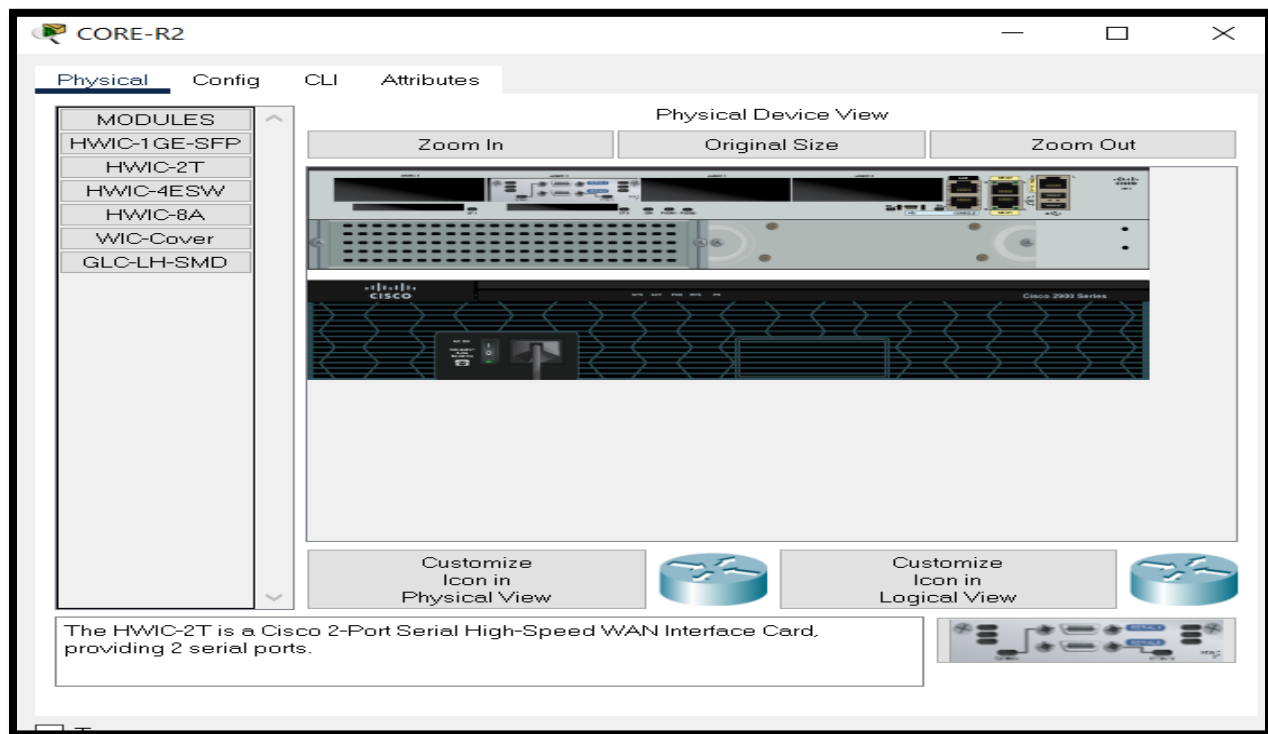 CORE-R2
Physical Config CLI Attributes
MODULES
HWIC-1GE-SFP
HWIC-2T
HWIC-4ESW
HWIC-8A
WIC-Cover
GLC-LH-SMD
Physical Device View
Zoom In Original Size Zoom Out
CISCO
Cisco 2900 Series
Customize
Icon in
Physical View
Customize
Icon in
Logical View
The HWIC-2T is a Cisco 2-Port Serial High-Speed WAN Interface Card,
providing 2 serial ports.